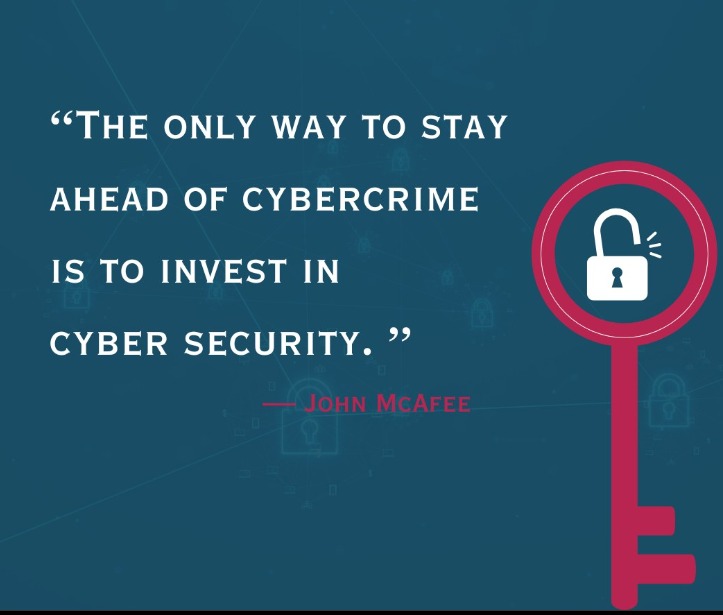 “The only way to stay
ahead of cybercrime
is to invest in
cyber security. ”
— John McAfee